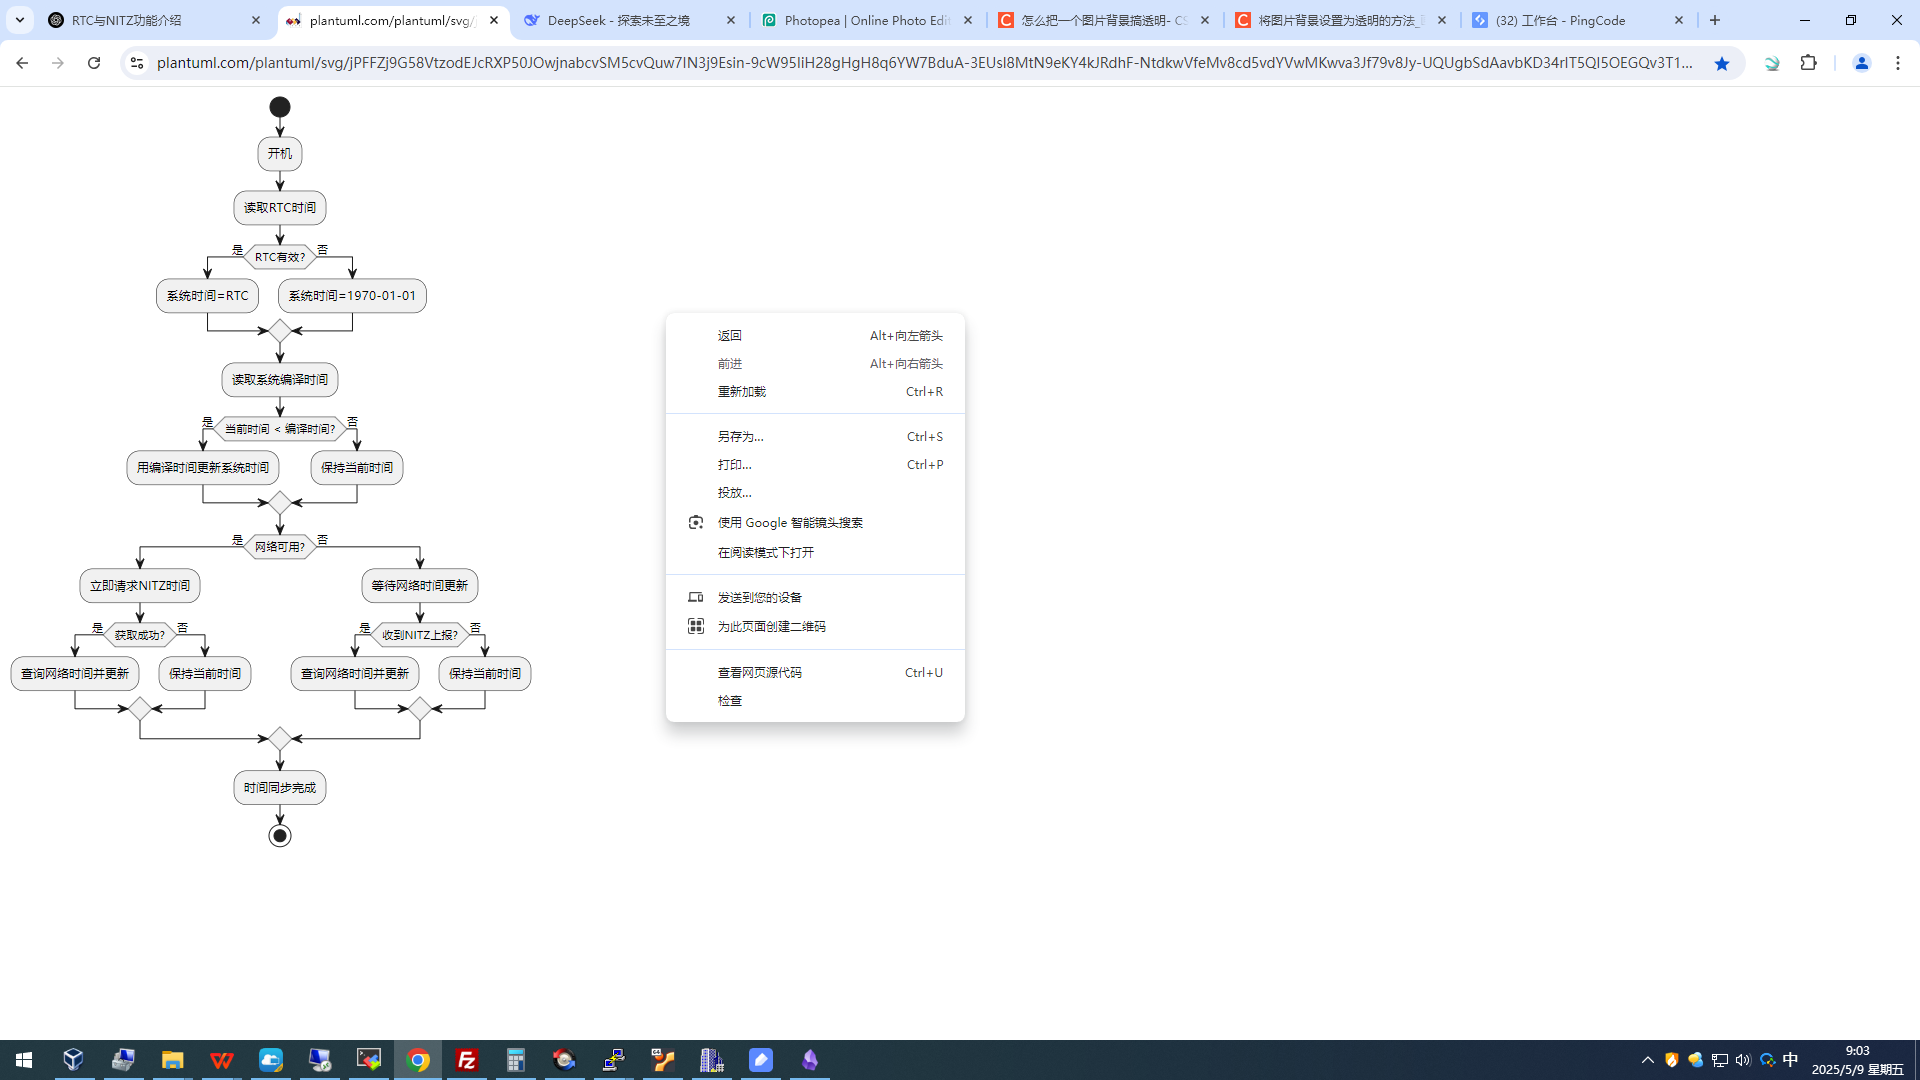 RTC与NITZ功能介绍
plantuml.com/plantuml/svg/j
DeepSeek - 探索未至之境
Photopea | Online Photo Edit
怎么把一个图片背景搞透明- CS
将图片背景设置为透明的方法_
(32) 工作台 - PingCode
plantuml.com/plantuml/svg/jPFFZj9G58VtzodEJcRXP50JOwjnabcvSM5cvQuw7IN3j9Esin-9cW95IiH28gHgH8q6YW7BduA-3EUsl8MtN9eKY4kJRdhF-NtdkwVfeMv8cd5vdYVwMKwva3Jf79v8Jy-UQUgbSdAavbKD34rIT5QI5OEGQv3T1...
开机
读取RTC时间
是
RTC有效?
否
系统时间=RTC
系统时间=1970-01-01
读取系统编译时间
是
当前时间 < 编译时间?
否
用编译时间更新系统时间
保持当前时间
是
网络可用?
否
立即请求NITZ时间
等待网络时间更新
是
获取成功?
否
是
收到NITZ上报?
否
查询网络时间并更新
保持当前时间
查询网络时间并更新
保持当前时间
时间同步完成
返回 Alt+向左箭头
前进 Alt+向右箭头
重新加载 Ctrl+R
另存为... Ctrl+S
打印... Ctrl+P
投放...
使用 Google 智能镜头搜索
在阅读模式下打开
发送到您的设备
为此页面创建二维码
查看网页源代码 Ctrl+U
检查
中
9:03
2025/5/9 星期五